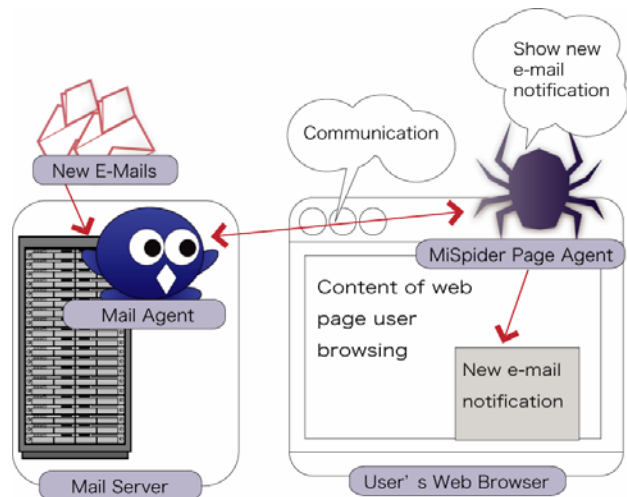 Show new
e-mail
notification
Communication
New E-Mails
MiSpider Page Agent
Mail Agent
Content of web
page user
browsing
New e-mail
notification
Mail Server
User’s Web Browser